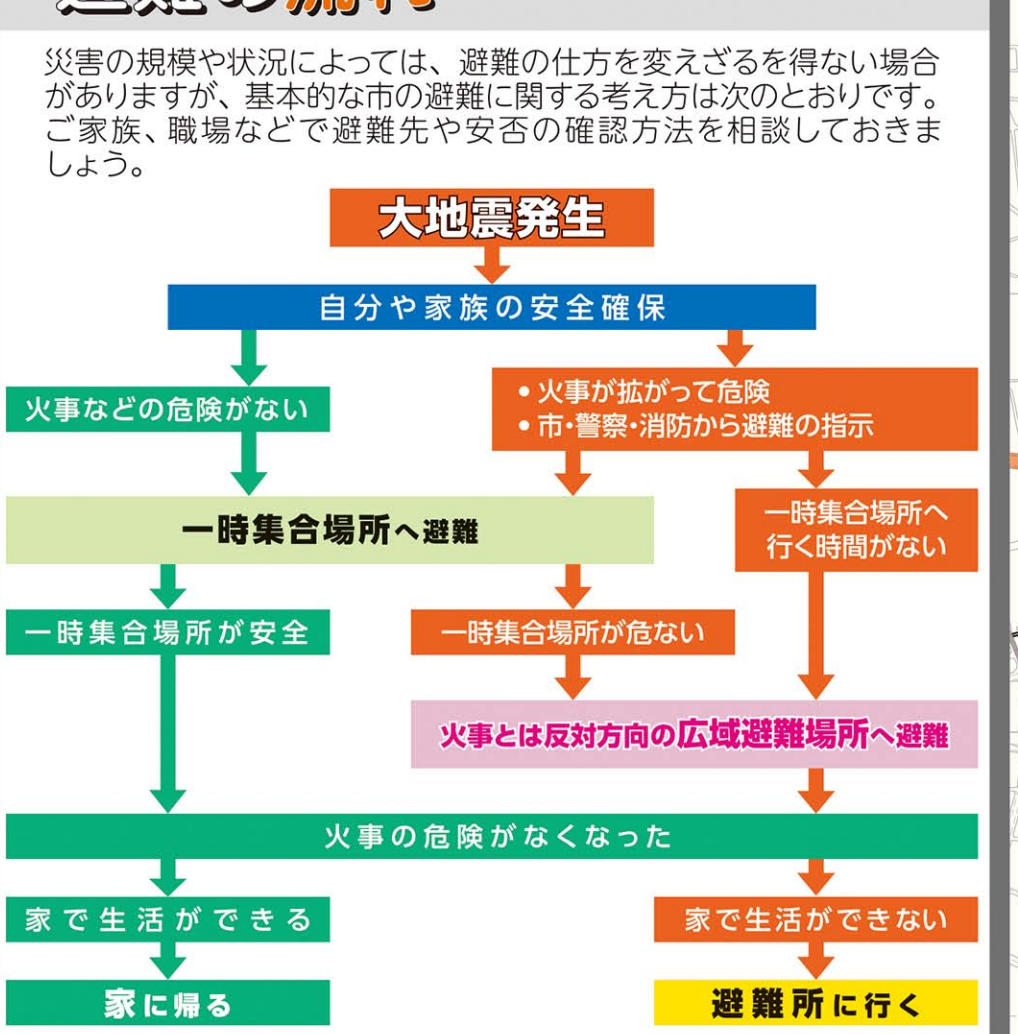 避難の流れ
災害の規模や状況によっては、避難の仕方を変えざるを得ない場合
がありますが、基本的な市の避難に関する考え方は次のとおりです。
ご家族、職場などで避難先や安否の確認方法を相談しておきま
しょう。
大地震発生
自分や家族の安全確保
火事などの危険がない
•火事が拡がって危険
•市・警察・消防から避難の指示
一時集合場所へ避難
一時集合場所へ
行く時間がない
一時集合場所が安全
一時集合場所が危ない
火事とは反対方向の広域避難場所へ避難
火事の危険がなくなった
家で生活ができる
家で生活ができない
家に帰る
避難所に行く